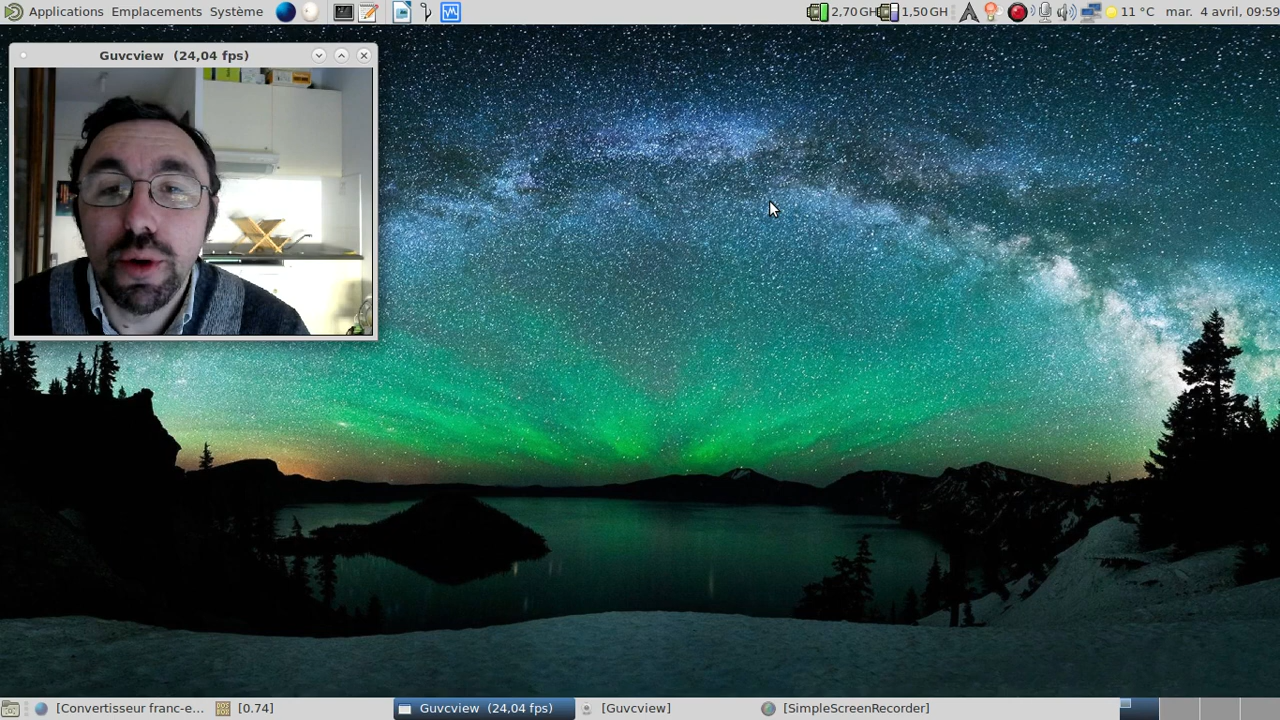 Applications Emplacements Système 2,70 GH 1,50 GH 11 °C mar. 4 avril, 09:59
Guvcview (24,04 fps)
[Convertisseur franc-e... [0.74] Guvcview (24,04 fps) [Guvcview] [SimpleScreenRecorder]